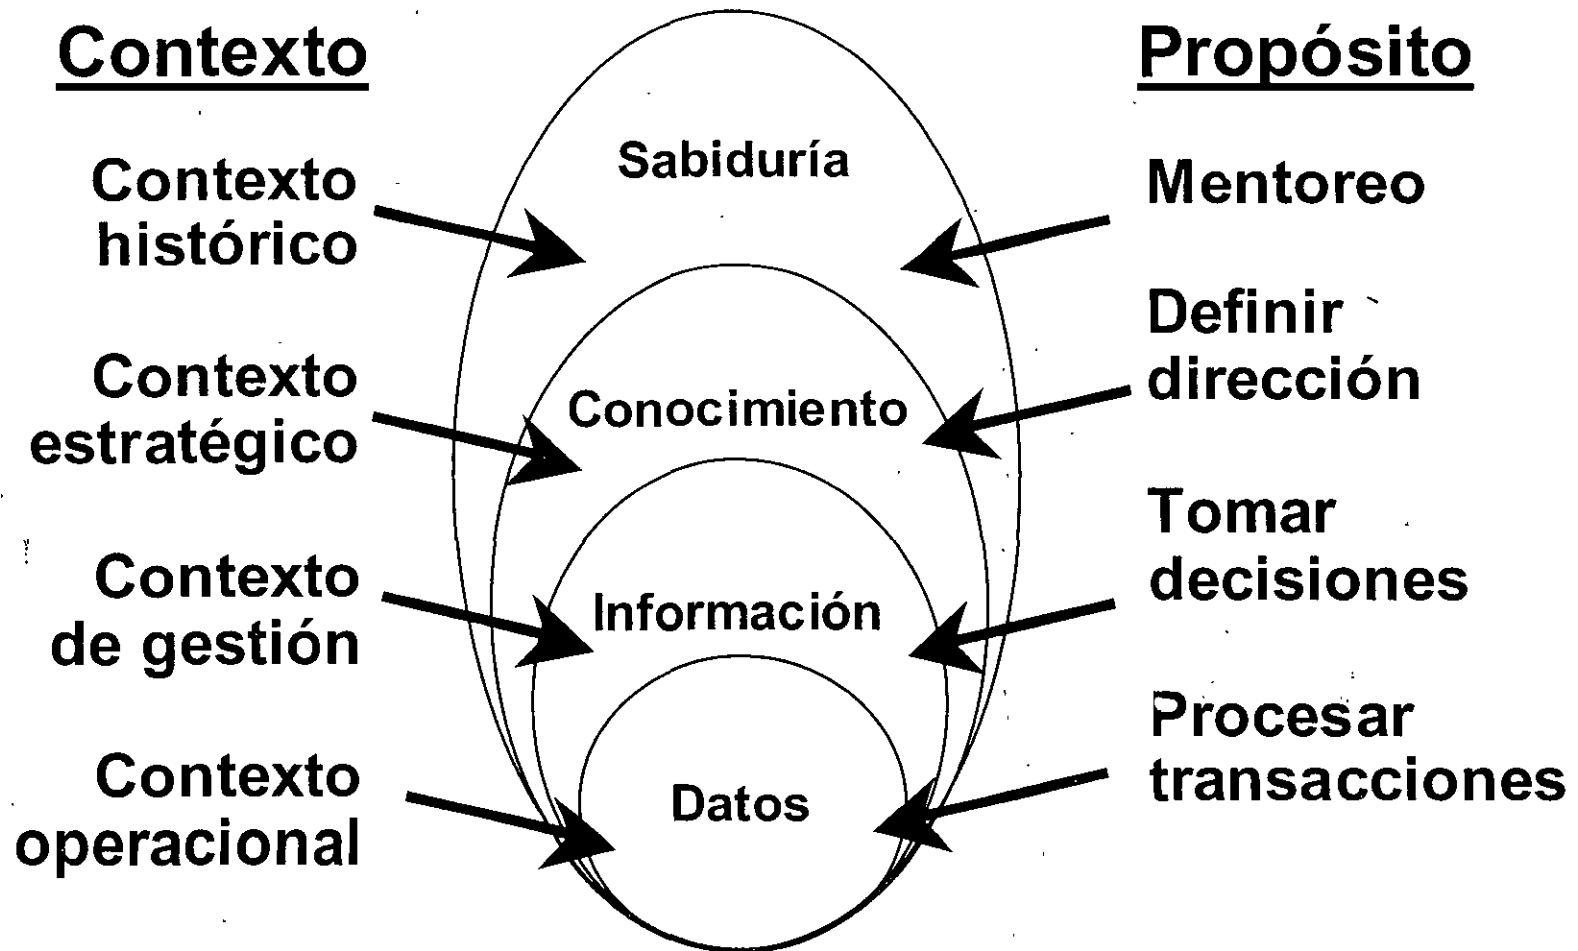 Contexto
Contexto
histórico
Contexto
estratégico
Contexto
de gestión
Contexto
operacional
Sabiduría
Conocimiento
Información
Datos
Propósito
Mentoreo
Definir
dirección
Tomar
decisiones
Procesar
transacciones